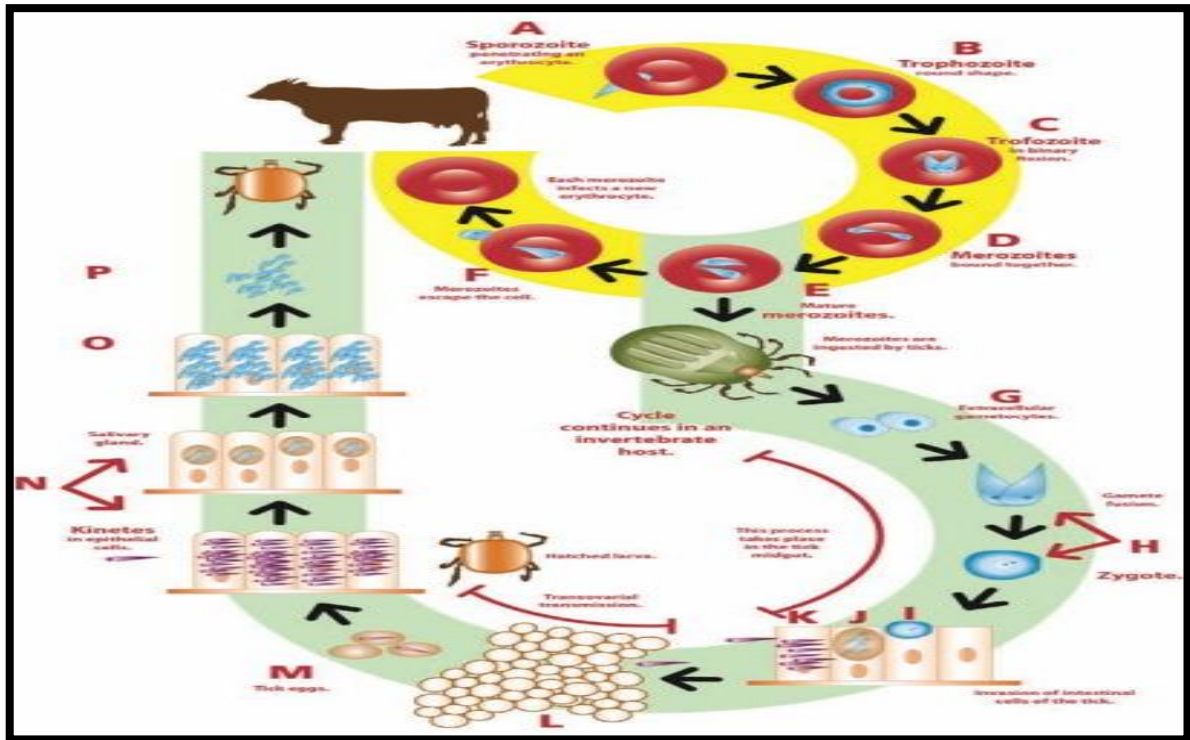 A
Sporozoite
penetrating an
erythrocyte.
B
Trophozoite
round shape.
C
Trofozoite
in binary
fission.
D
Merozoites
bound together.
E
Mature
merozoites.
F
Merozoites
escape the cell.
Each merozoite
infects a new
erythrocyte.
Merozoites are
ingested by ticks.
Cycle
continues in an
invertebrate
host.
G
Extracellular
gametocytes.
Gamete
fusion.
H
Zygote.
This process
takes place
in the tick
midgut.
K J I
Invasion of intestinal
cells of the tick.
L
Hatched larva.
Transovarial
transmission.
M
Tick eggs.
N
Salivary
gland.
Kinetes
in epithelial
cells.
O
P